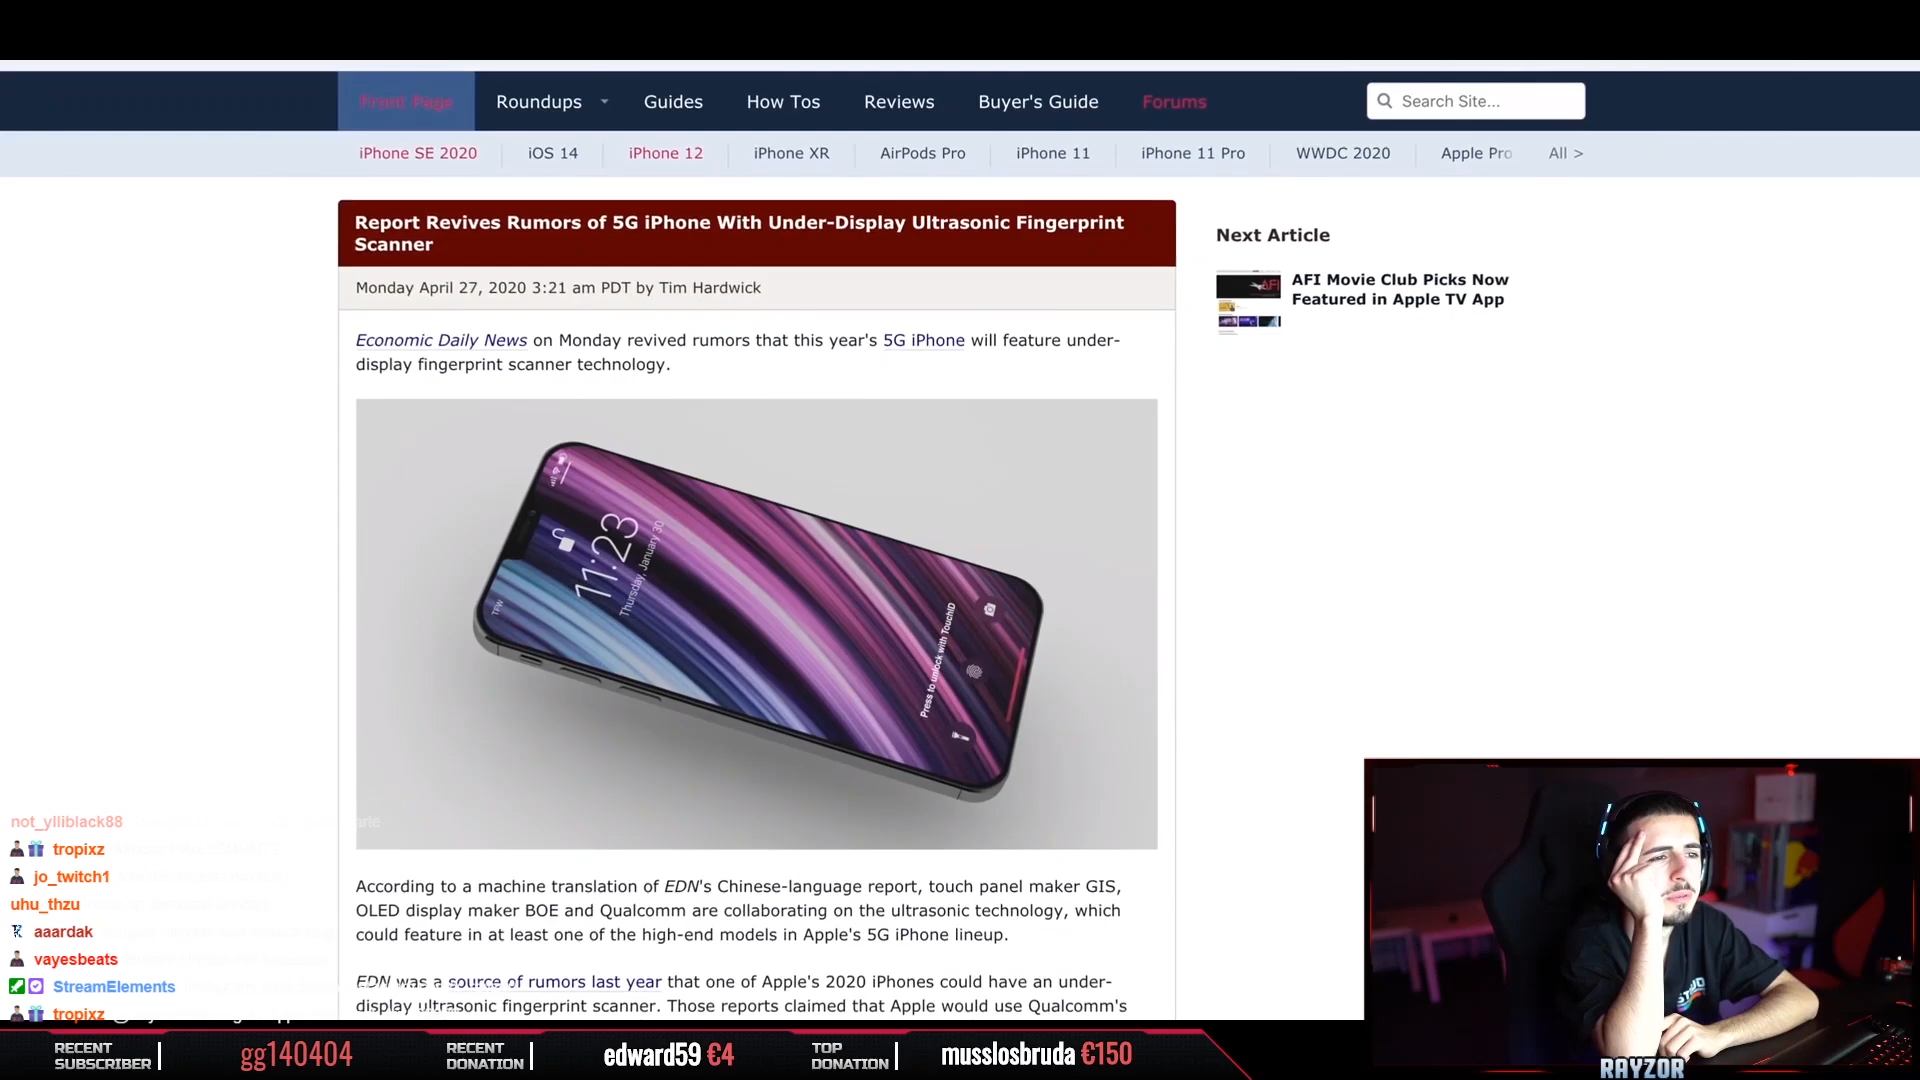 Front Page Roundups Guides How Tos Reviews Buyer's Guide Forums Search Site...
iPhone SE 2020 iOS 14 iPhone 12 iPhone XR AirPods Pro iPhone 11 iPhone 11 Pro WWDC 2020 Apple Pro All >
Report Revives Rumors of 5G iPhone With Under-Display Ultrasonic Fingerprint
Scanner
Monday April 27, 2020 3:21 am PDT by Tim Hardwick
Economic Daily News on Monday revived rumors that this year's 5G iPhone will feature under-
display fingerprint scanner technology.
TFW
11:23
Thursday, January 30
Press to unlock with TouchID
According to a machine translation of EDN's Chinese-language report, touch panel maker GIS,
OLED display maker BOE and Qualcomm are collaborating on the ultrasonic technology, which
could feature in at least one of the high-end models in Apple's 5G iPhone lineup.
EDN was a source of rumors last year that one of Apple's 2020 iPhones could have an under-
display ultrasonic fingerprint scanner. Those reports claimed that Apple would use Qualcomm's
Next Article
AFI
AFI Movie Club Picks Now
Featured in Apple TV App
not_ylliblack88
tropixz
jo_twitch1
uhu_thzu
aaardak
vayesbeats
StreamElements
tropixz
RECENT
SUBSCRIBER
gg140404
RECENT
DONATION
edward59 €4
TOP
DONATION
musslosbruda €150
RAYZOR